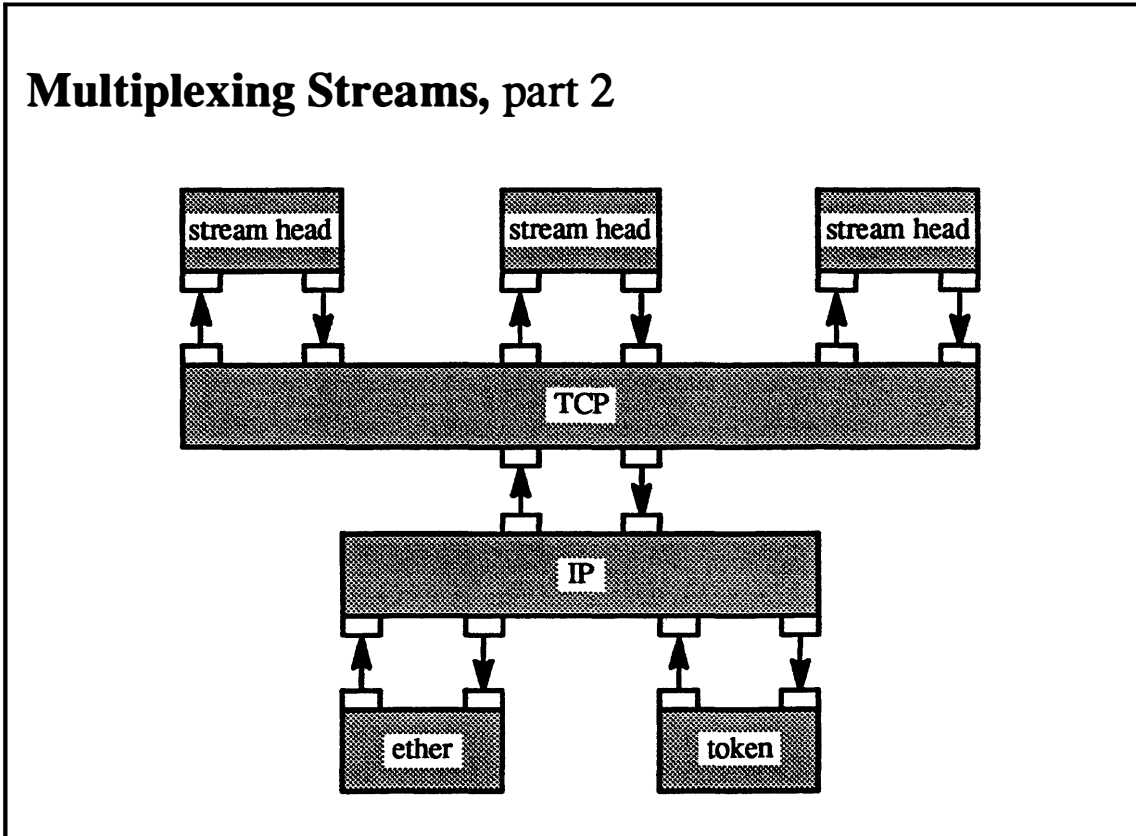 Multiplexing Streams, part 2
stream head
stream head
stream head
TCP
IP
ether
token